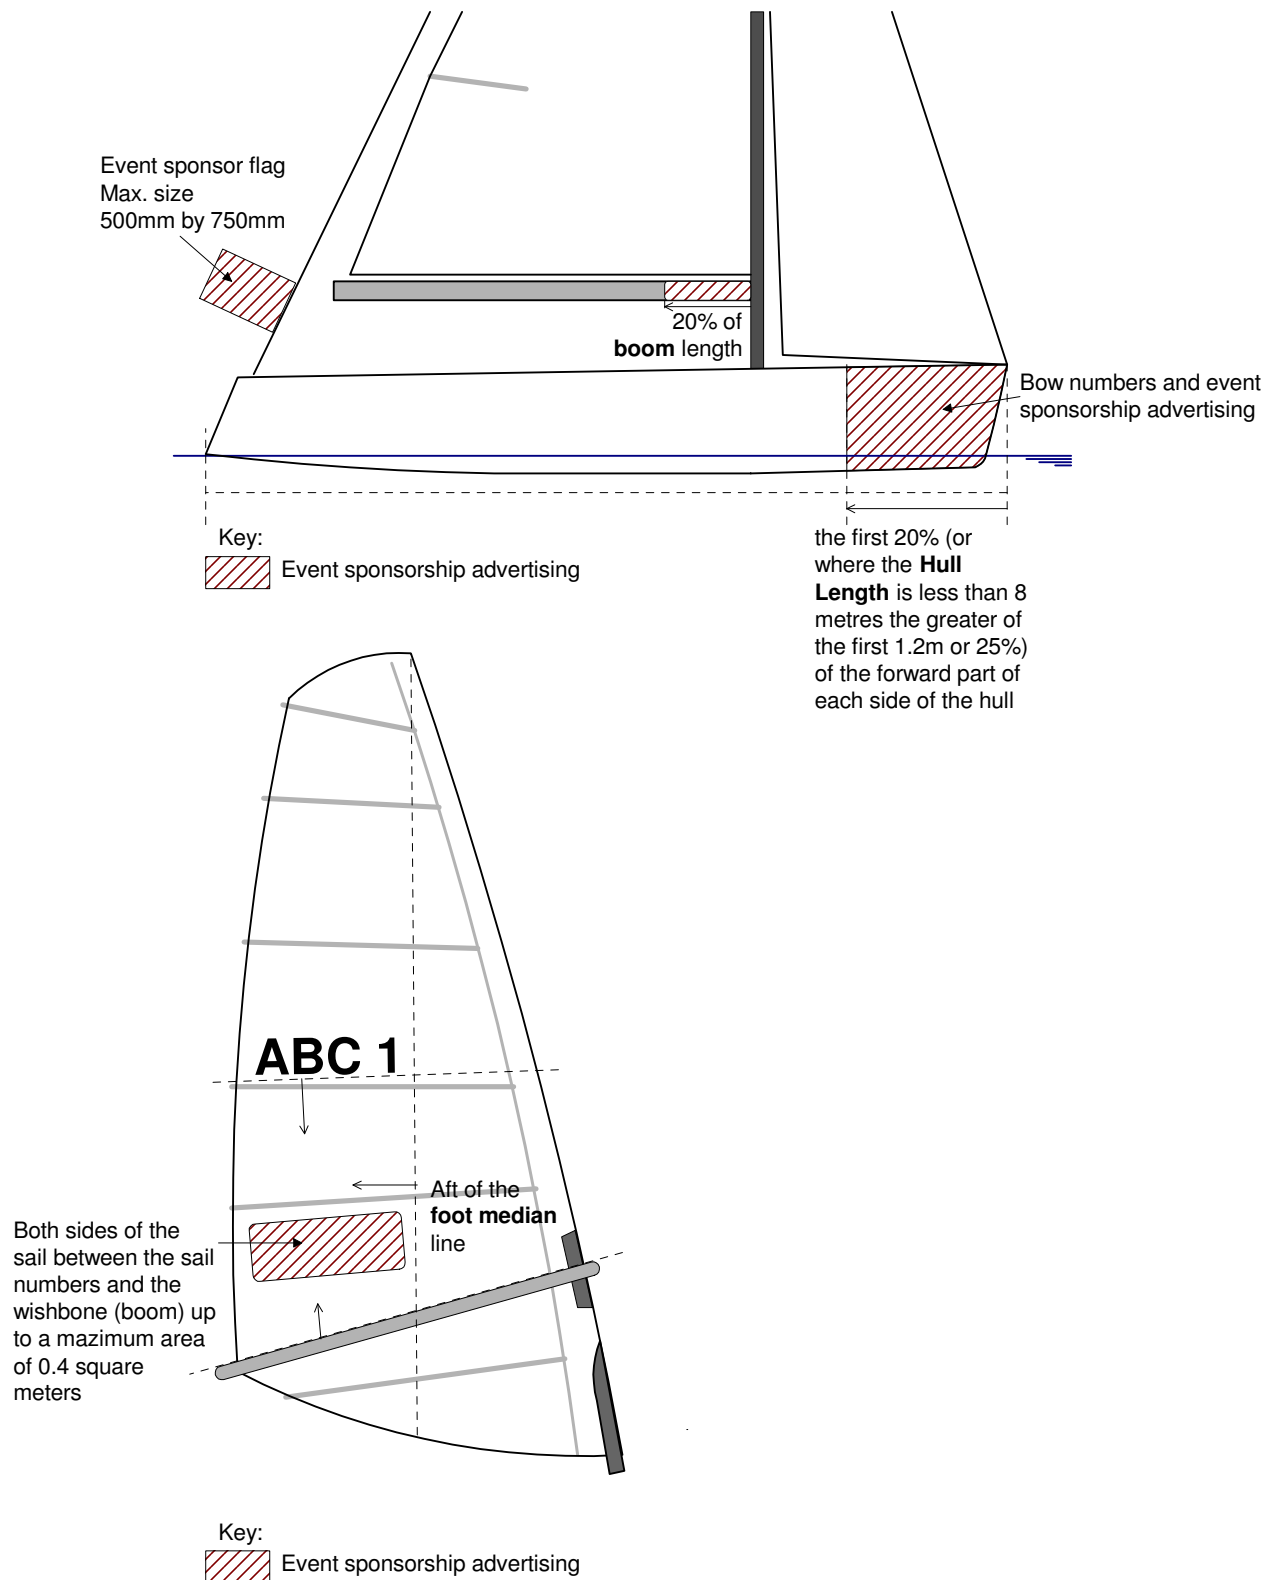 Event sponsor flag
Max. size
500mm by 750mm
20% of
boom length
Bow numbers and event
sponsorship advertising
Key:
Event sponsorship advertising
the first 20% (or
where the Hull
Length is less than 8
metres the greater of
the first 1.2m or 25%)
of the forward part of
each side of the hull
ABC 1
Aft of the
foot median
line
Both sides of the
sail between the sail
numbers and the
wishbone (boom) up
to a mazimum area
of 0.4 square
meters
Key:
Event sponsorship advertising